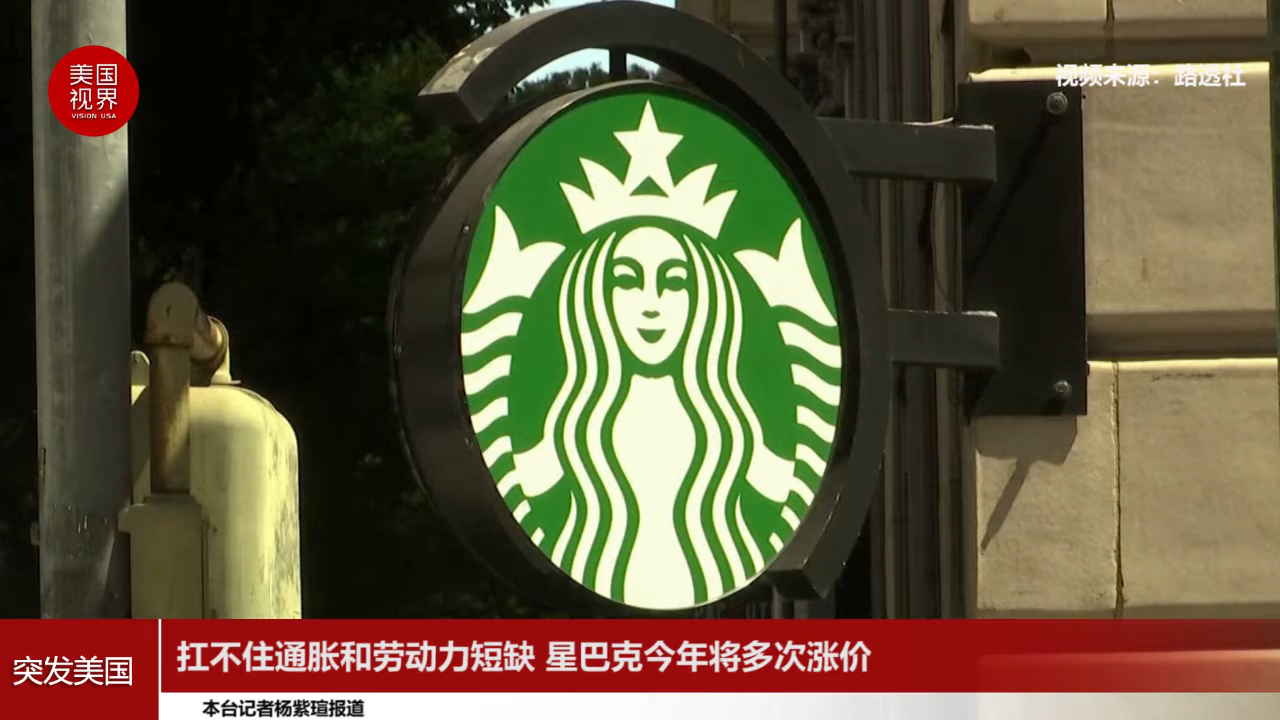 美国
视界
VISION USA
视频来源：路透社
突发美国
扛不住通胀和劳动力短缺 星巴克今年将多次涨价
本台记者杨紫瑄报道